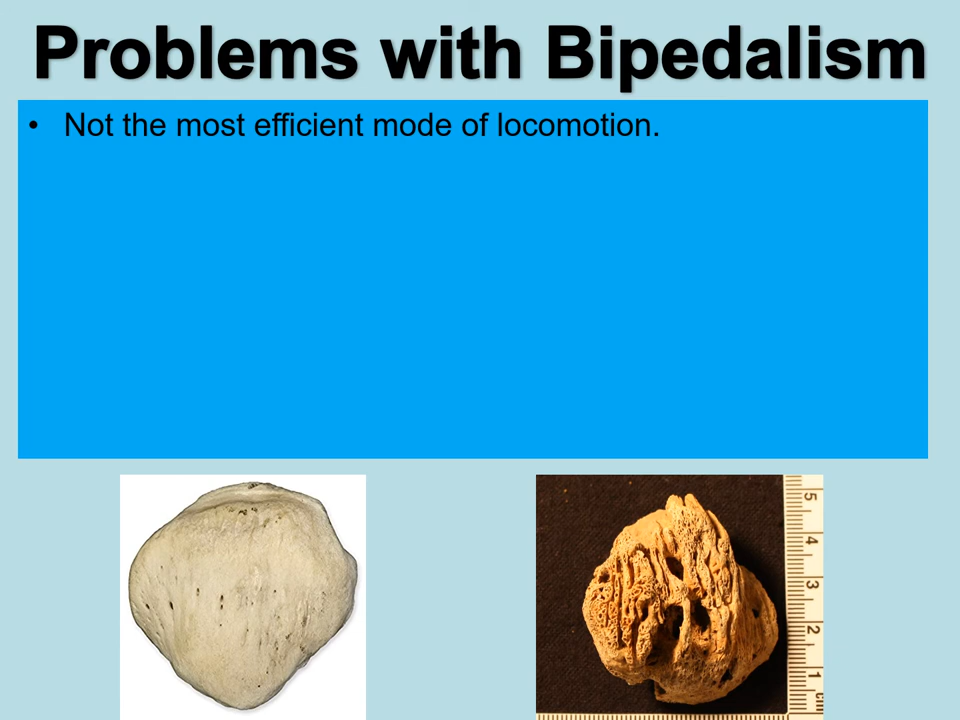 Problems with Bipedalism
• Not the most efficient mode of locomotion.
5
4
3
2
1
cm